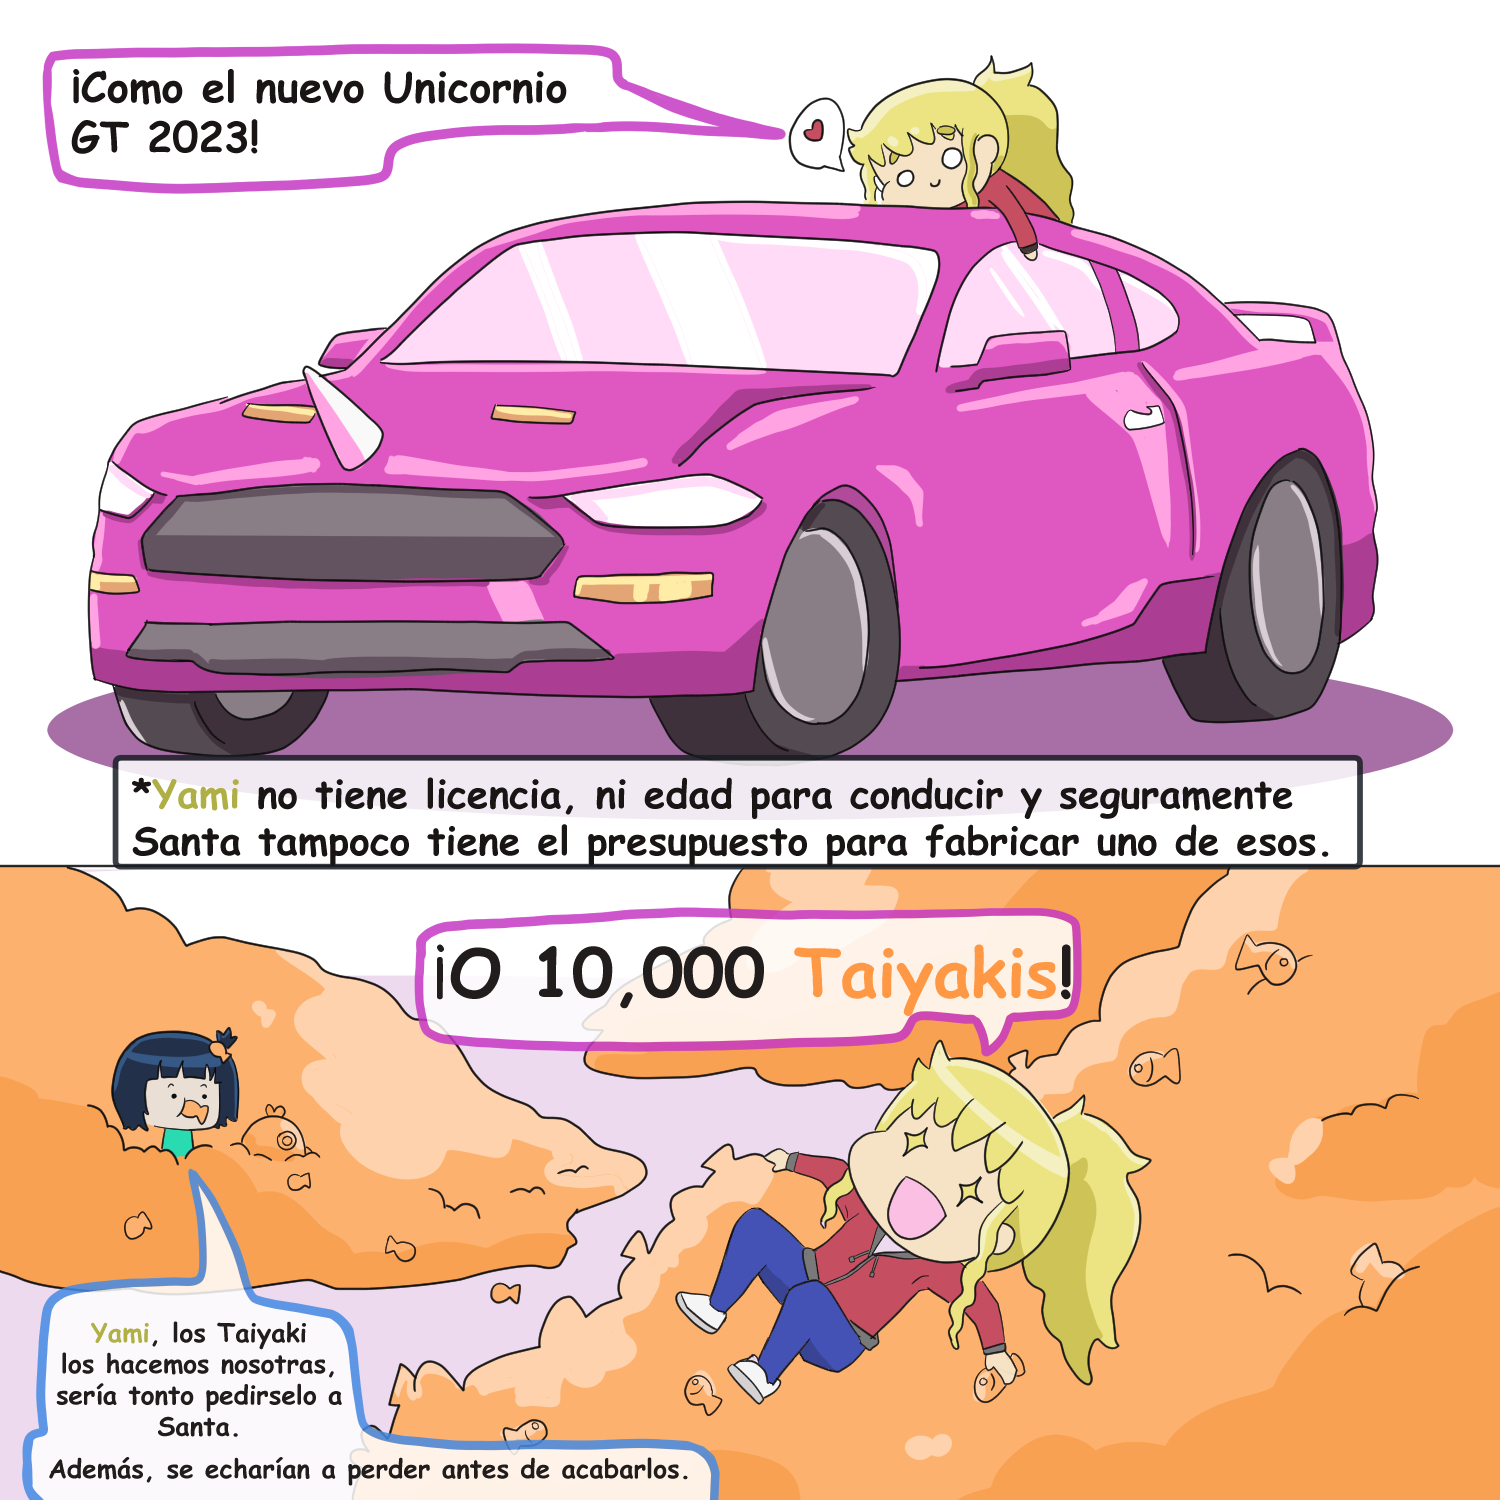 ¡Como el nuevo Unicornio
GT 2023!
*Yami no tiene licencia, ni edad para conducir y seguramente
Santa tampoco tiene el presupuesto para fabricar uno de esos.
¡O 10,000 Taiyakis!
Yami, los Taiyaki
los hacemos nosotras,
sería tonto pedirselo a
Santa.
Además, se echarían a perder antes de acabarlos.